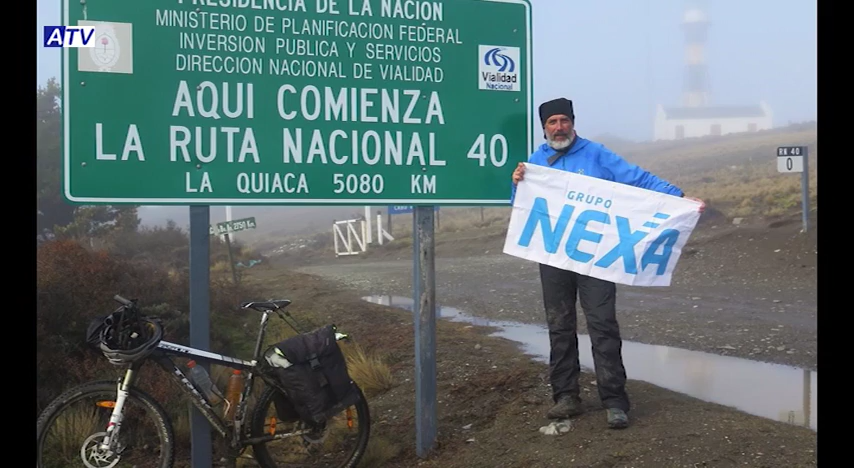 ATV
PRESIDENCIA DE LA NACION
MINISTERIO DE PLANIFICACION FEDERAL
INVERSION PUBLICA Y SERVICIOS
DIRECCION NACIONAL DE VIALIDAD
Vialidad
Nacional
AQUI COMIENZA
LA RUTA NACIONAL 40
LA QUIACA 5080 KM
RN 40
0
GRUPO
NEXA